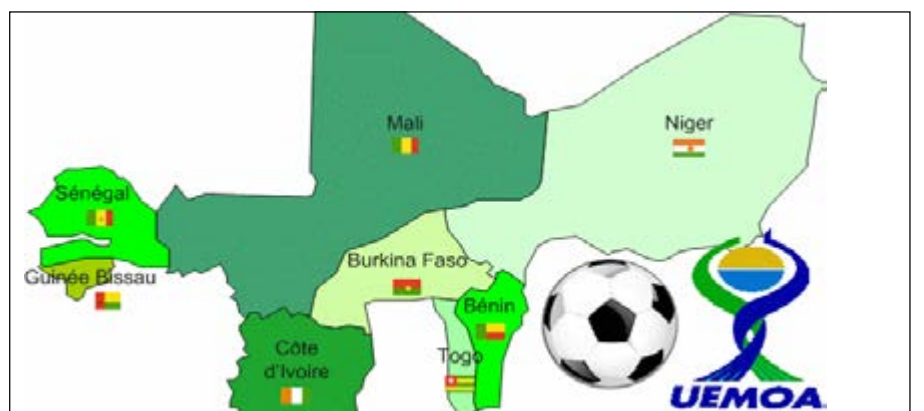 Mali
Niger
Sénégal
Guinée Bissau
Burkina Faso
Bénin
Togo
Côte
d'Ivoire
UEMOA